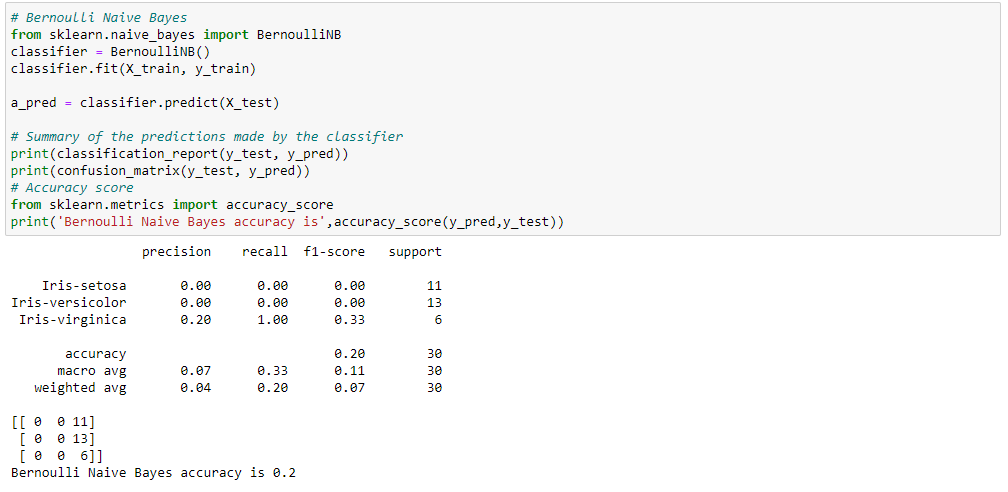 # Bernoulli Naive Bayes
from sklearn.naive_bayes import BernoulliNB
classifier = BernoulliNB()
classifier.fit(X_train, y_train)
a_pred = classifier.predict(X_test)
# Summary of the predictions made by the classifier
print(classification_report(y_test, y_pred))
print(confusion_matrix(y_test, y_pred))
# Accuracy score
from sklearn.metrics import accuracy_score
print('Bernoulli Naive Bayes accuracy is',accuracy_score(y_pred,y_test))
precision recall f1-score support
Iris-setosa 0.00 0.00 0.00 11
Iris-versicolor 0.00 0.00 0.00 13
Iris-virginica 0.20 1.00 0.33 6
accuracy 0.20 30
macro avg 0.07 0.33 0.11 30
weighted avg 0.04 0.20 0.07 30
[[ 0 0 11]
[ 0 0 13]
[ 0 0 6]]
Bernoulli Naive Bayes accuracy is 0.2